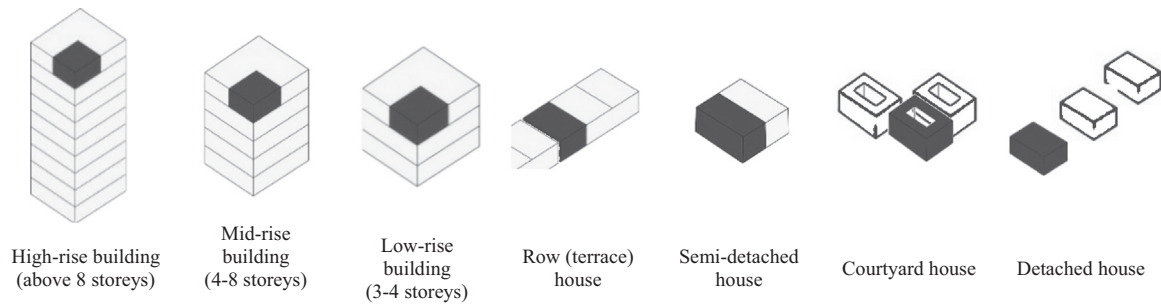 High-rise building
(above 8 storeys)
Mid-rise
building
(4-8 storeys)
Low-rise
building
(3-4 storeys)
Row (terrace)
house
Semi-detached
house
Courtyard house
Detached house